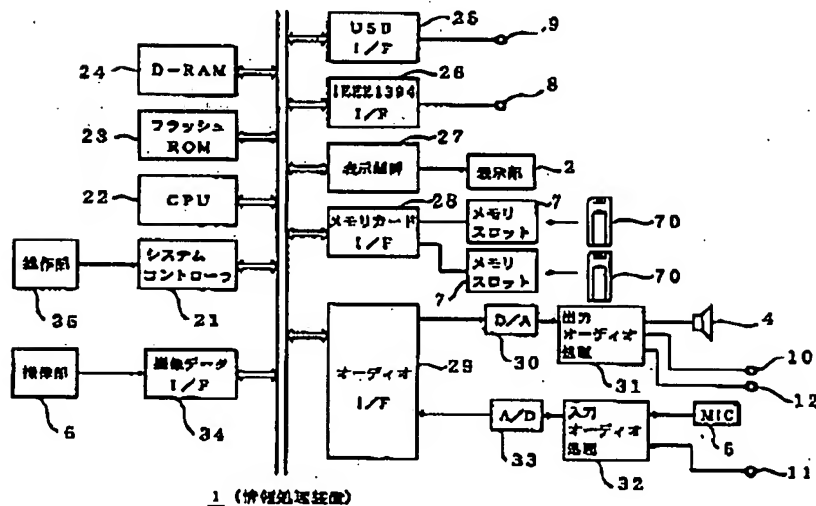 25
USB
I/F
9
24
D-RAM
26
IEEE1394
I/F
8
23
フラッシュ
ROM
27
表示制御
表示部
2
22
CPU
28
メモリカード
I/F
7
メモリ
スロット
70
操作部
35
システム
コントローラ
21
メモリ
スロット
7
70
撮像部
6
撮像データ
I/F
34
オーディオ
I/F
29
D/A
30
出力
オーディオ
処理
31
4
10
12
A/D
33
入力
オーディオ
処理
32
MIC
5
11
1 (情報処理装置)